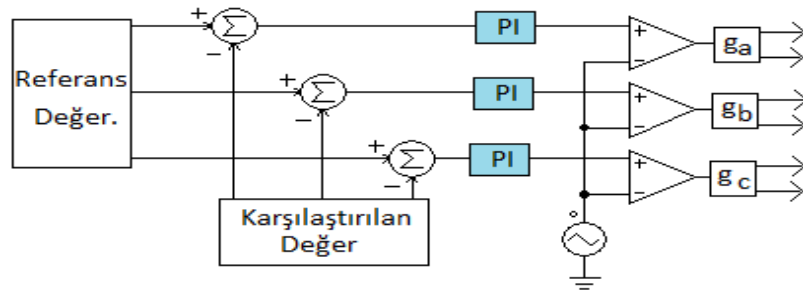 Referans
Değer.
+
−
Σ
PI
+
−
ga
+
−
Σ
PI
+
−
gb
+
−
Σ
PI
+
−
gc
Karşılaştırılan
Değer